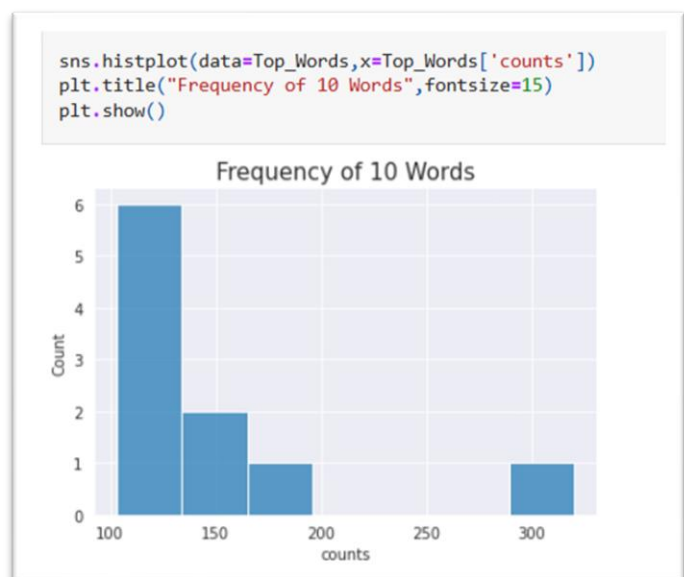 sns.histplot(data=Top_Words,x=Top_Words['counts'])
plt.title("Frequency of 10 Words",fontsize=15)
plt.show()
Frequency of 10 Words
6
5
4
3
2
1
0
Count
100 150 200 250 300
counts